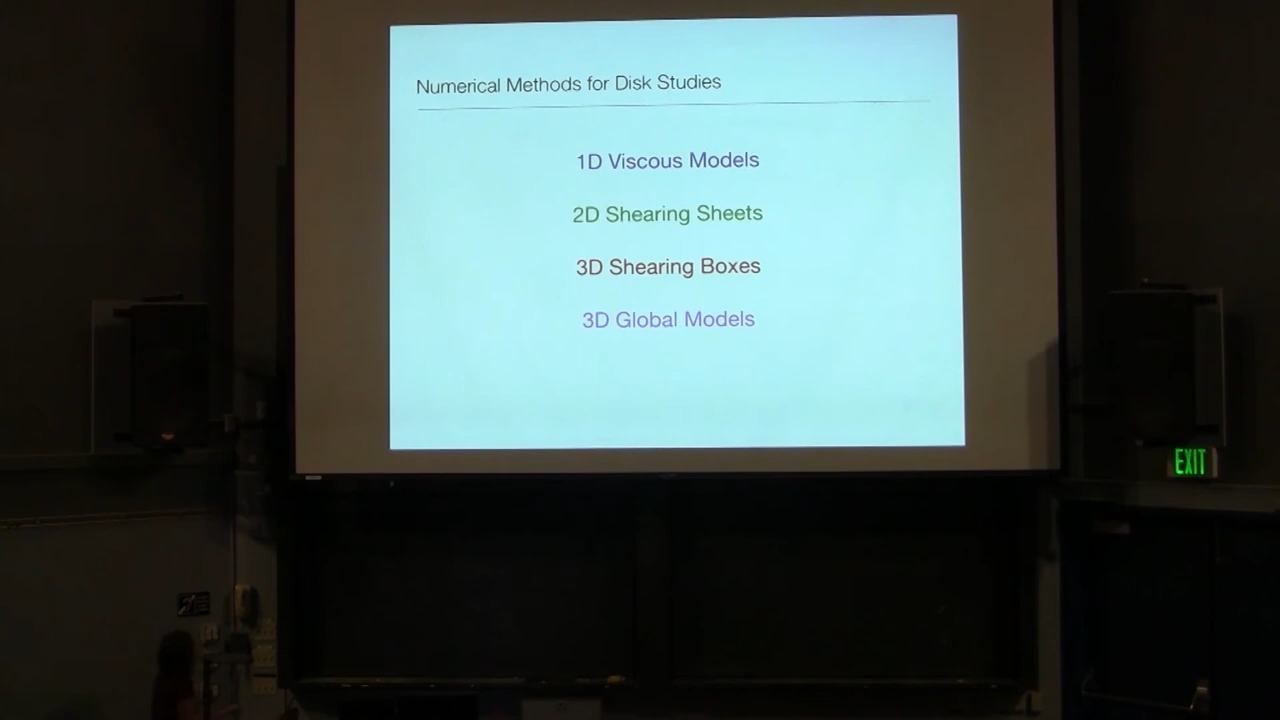 Numerical Methods for Disk Studies
1D Viscous Models
2D Shearing Sheets
3D Shearing Boxes
3D Global Models
EXIT